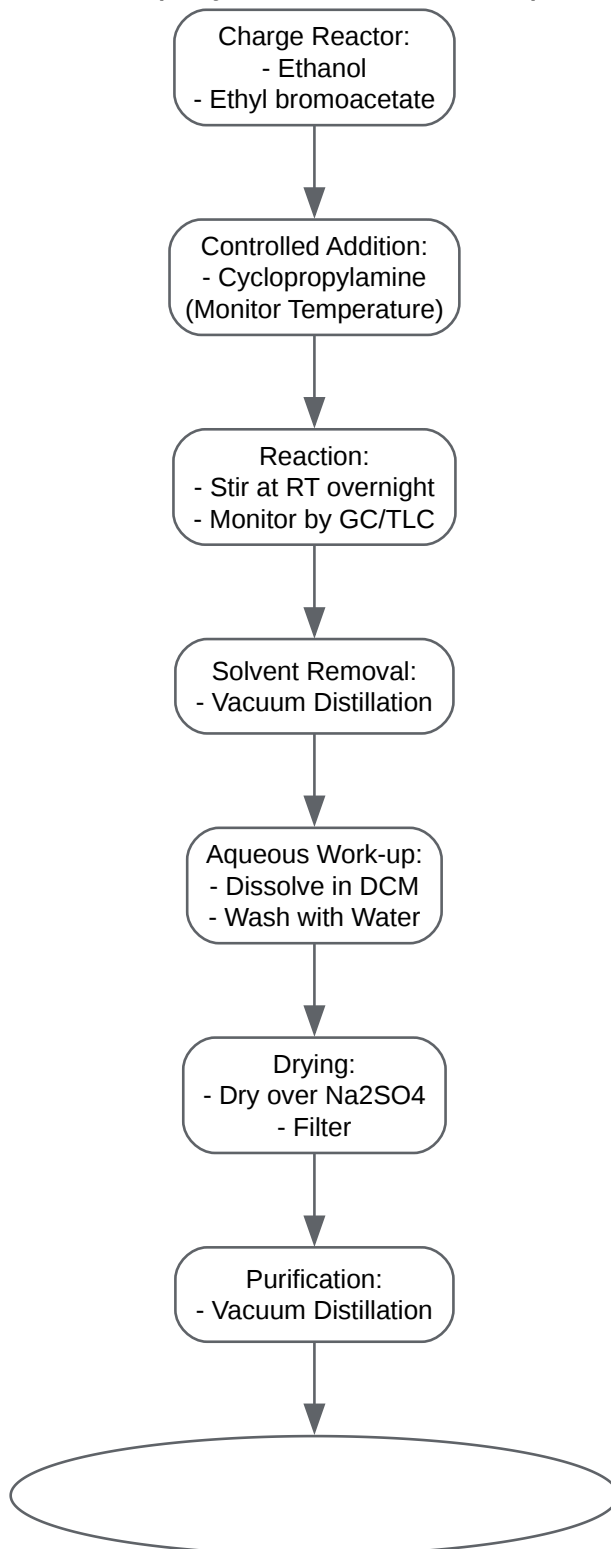 Charge Reactor:
- Ethanol
- Ethyl bromoacetate
Controlled Addition:
- Cyclopropylamine
(Monitor Temperature)
Reaction:
- Stir at RT overnight
- Monitor by GC/TLC
Solvent Removal:
- Vacuum Distillation
Aqueous Work-up:
- Dissolve in DCM
- Wash with Water
Drying:
- Dry over Na2SO4
- Filter
Purification:
- Vacuum Distillation